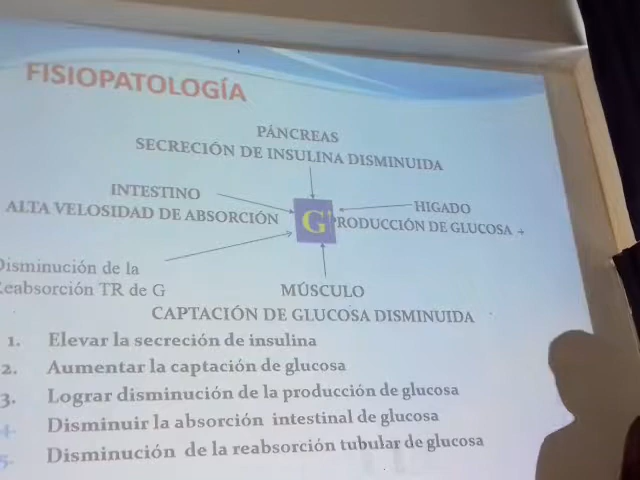 FISIOPATOLOGÍA
PÁNCREAS
SECRECIÓN DE INSULINA DISMINUIDA
INTESTINO
ALTA VELOSIDAD DE ABSORCIÓN
G
HIGADO
PRODUCCIÓN DE GLUCOSA +
Disminución de la
Reabsorción TR de G
MÚSCULO
CAPTACIÓN DE GLUCOSA DISMINUIDA
1. Elevar la secreción de insulina
2. Aumentar la captación de glucosa
3. Lograr disminución de la producción de glucosa
4. Disminuir la absorción intestinal de glucosa
5. Disminución de la reabsorción tubular de glucosa